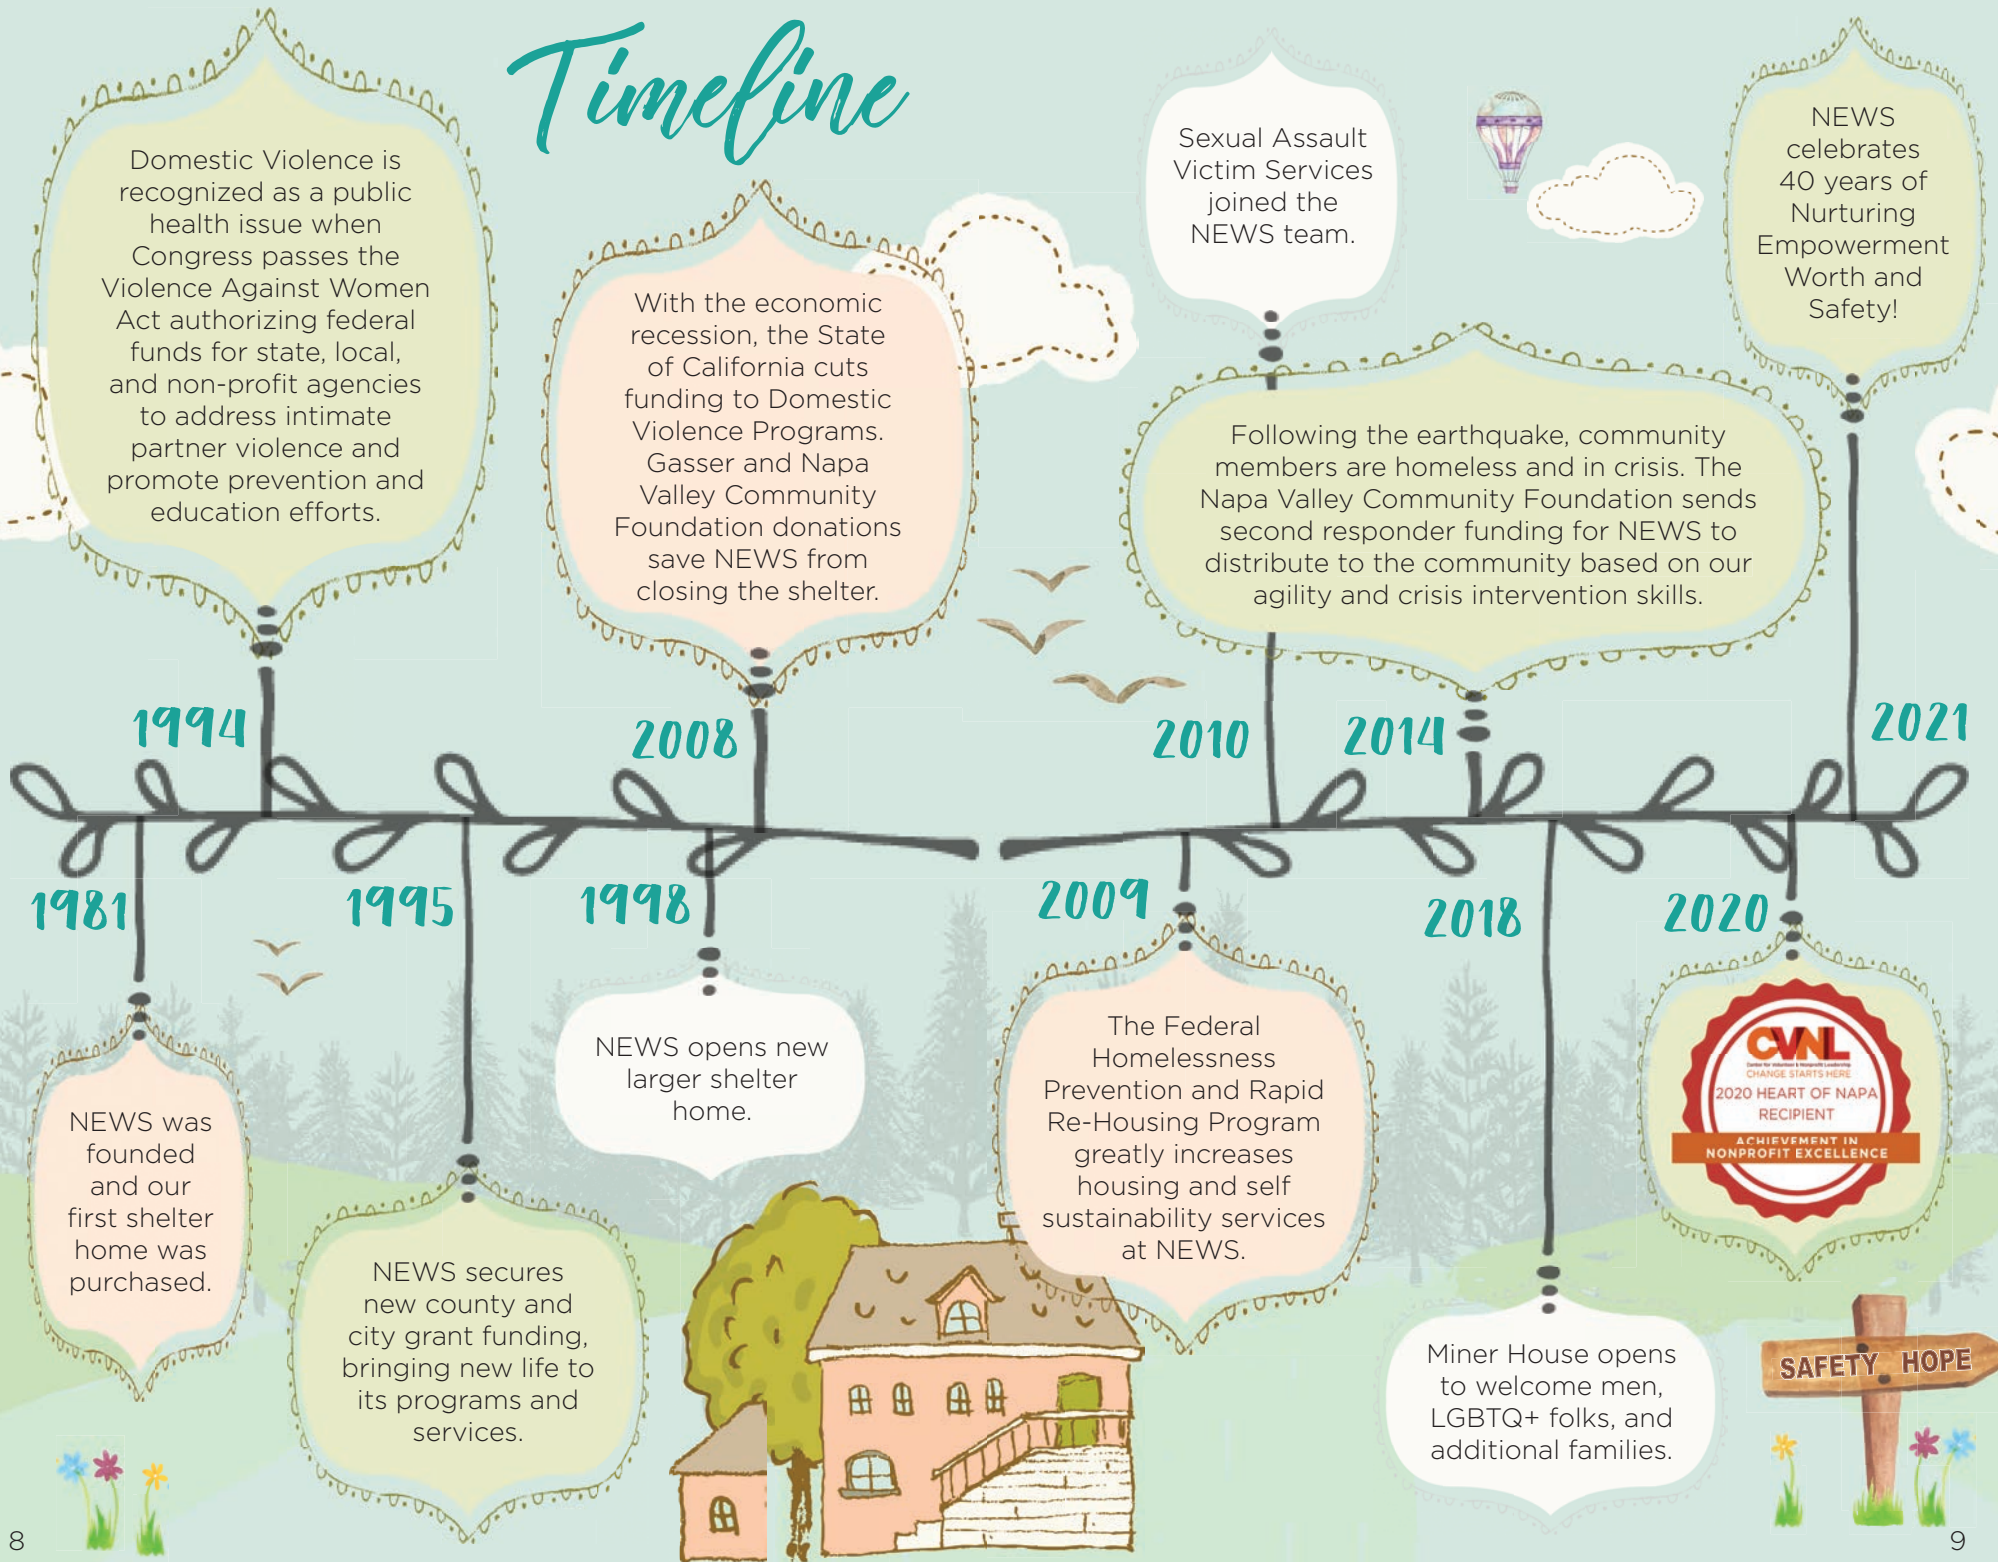 Timeline
1981
NEWS was
founded
and our
first shelter
home was
purchased.
1994
Domestic Violence is
recognized as a public
health issue when
Congress passes the
Violence Against Women
Act authorizing federal
funds for state, local,
and non-profit agencies
to address intimate
partner violence and
promote prevention and
education efforts.
1995
NEWS secures
new county and
city grant funding,
bringing new life to
its programs and
services.
1998
NEWS opens new
larger shelter
home.
2008
With the economic
recession, the State
of California cuts
funding to Domestic
Violence Programs.
Gasser and Napa
Valley Community
Foundation donations
save NEWS from
closing the shelter.
2009
The Federal
Homelessness
Prevention and Rapid
Re-Housing Program
greatly increases
housing and self
sustainability services
at NEWS.
2010
Sexual Assault
Victim Services
joined the
NEWS team.
2014
Following the earthquake, community
members are homeless and in crisis. The
Napa Valley Community Foundation sends
second responder funding for NEWS to
distribute to the community based on our
agility and crisis intervention skills.
2018
Miner House opens
to welcome men,
LGBTQ+ folks, and
additional families.
2020
CVNL
Center for Volunteer & Nonprofit Leadership
CHANGE STARTS HERE
2020 HEART OF NAPA
RECIPIENT
ACHIEVEMENT IN
NONPROFIT EXCELLENCE
2021
NEWS
celebrates
40 years of
Nurturing
Empowerment
Worth and
Safety!
SAFETY HOPE
8
9